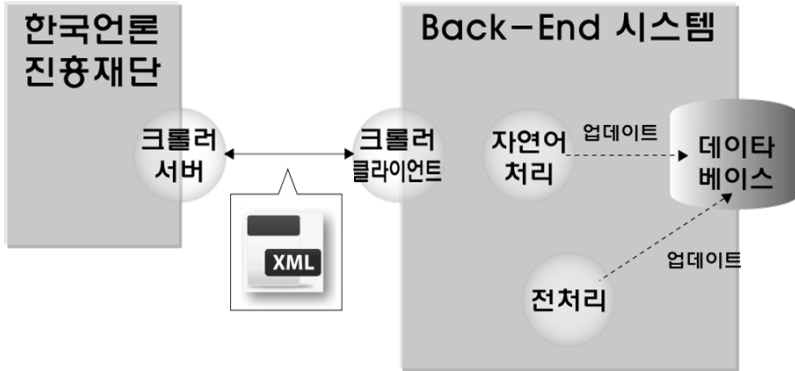 한국언론
진흥재단
Back-End 시스템
크롤러
서버
크롤러
클라이언트
자연어
처리
업데이트
데이타
베이스
XML
업데이트
전처리